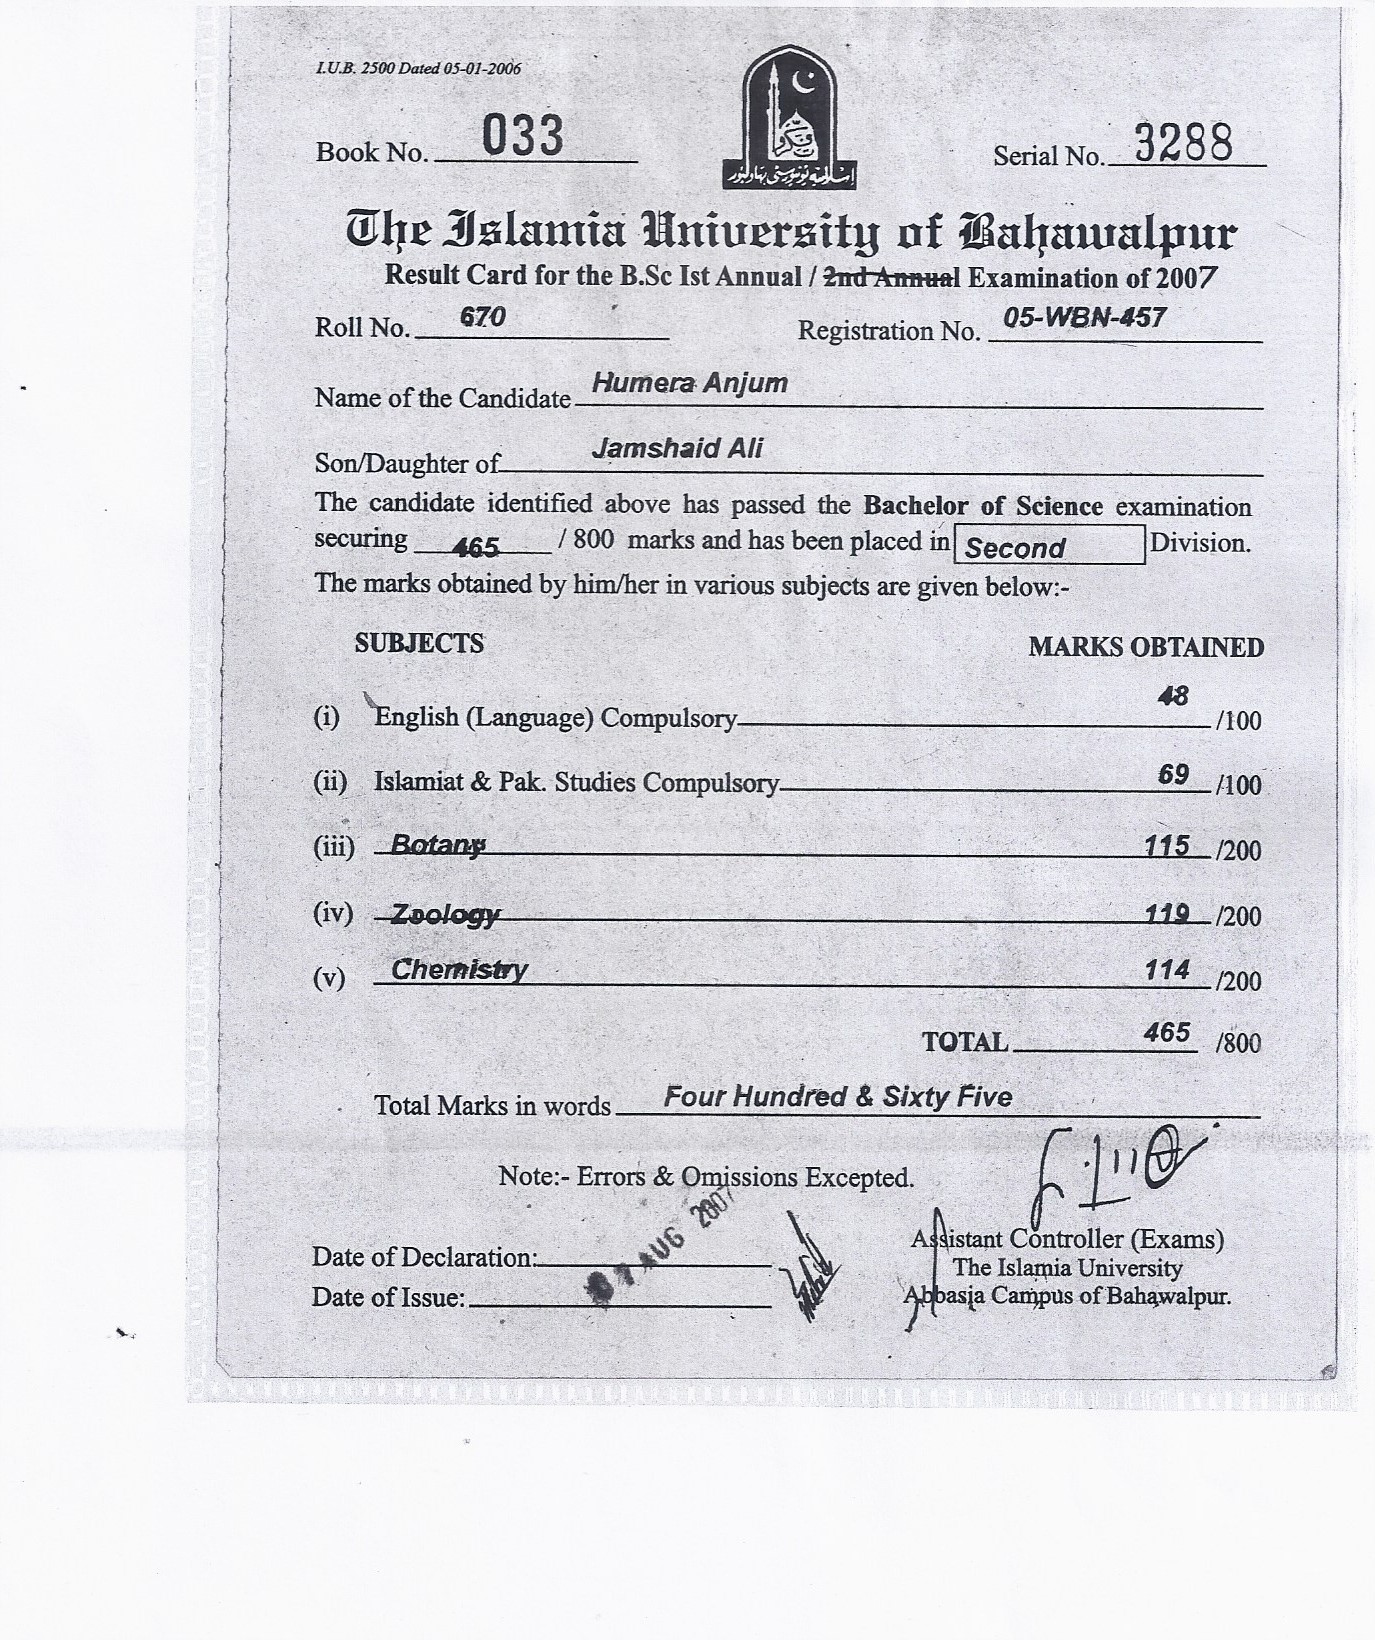 I.U.B. 2500 Dated 05-01-2006
Book No. 033
Serial No. 3288
اسلامیہ یونیورسٹی بہاولپور
The Islamia University of Bahawalpur
Result Card for the B.Sc Ist Annual / 2nd Annual Examination of 2007
Roll No. 670
Registration No. 05-WBN-457
Name of the Candidate Humera Anjum
Son/Daughter of Jamshaid Ali
The candidate identified above has passed the Bachelor of Science examination
securing 465 / 800 marks and has been placed in Second Division.
The marks obtained by him/her in various subjects are given below:-
SUBJECTS MARKS OBTAINED
(i) English (Language) Compulsory 48 /100
(ii) Islamiat & Pak. Studies Compulsory 69 /100
(iii) Botany 115 /200
(iv) Zoology 119 /200
(v) Chemistry 114 /200
TOTAL 465 /800
Total Marks in words Four Hundred & Sixty Five
Note:- Errors & Omissions Excepted.
Date of Declaration:
AUG 2007
Date of Issue:
Assistant Controller (Exams)
The Islamia University
Abbasia Campus of Bahawalpur.